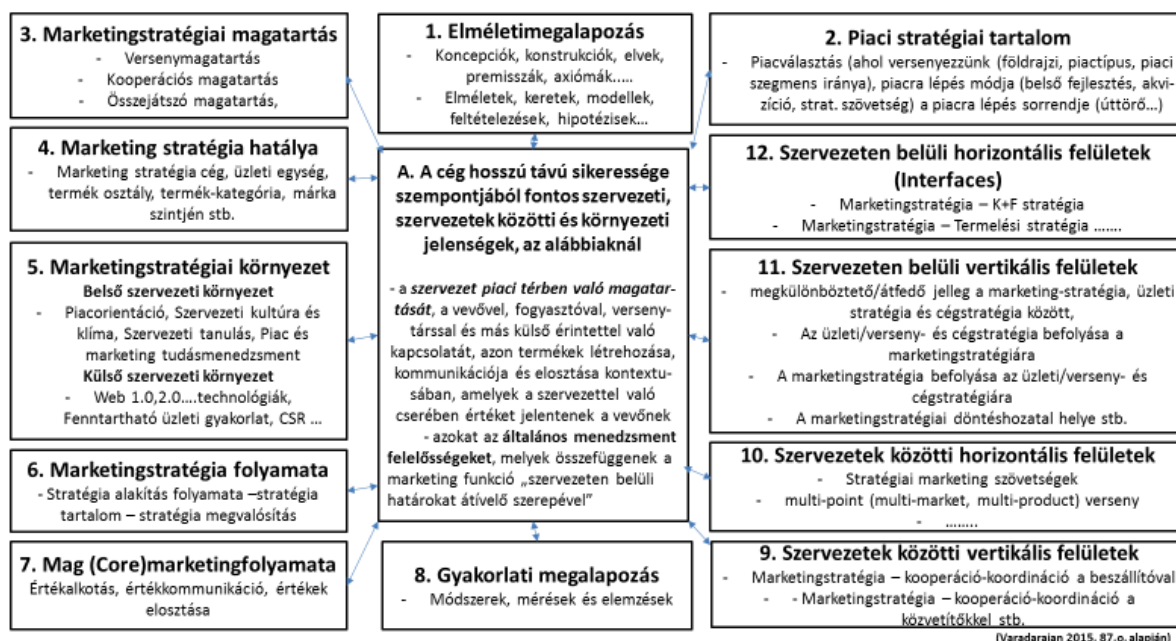 3. Marketingstratégiai magatartás
- Versenymagatartás
- Kooperációs magatartás
- Összejátszó magatartás,
1. Elméletimegalapozás
- Koncepciók, konstrukciók, elvek,
premisszák, axiómák.....
- Elméletek, keretek, modellek,
feltételezések, hipotézisek…
2. Piaci stratégiai tartalom
- Piacválasztás (ahol versenyezzünk (földrajzi, piactípus, piaci
szegmens iránya), piacra lépés módja (belső fejlesztés, akvi-
zíció, strat. szövetség) a piacra lépés sorrendje (úttörő…)
4. Marketing stratégia hatálya
- Marketing stratégia cég, üzleti egység,
termék osztály, termék-kategória, márka
szintjén stb.
A. A cég hosszú távú sikeressége
szempontjából fontos szervezeti,
szervezetek közötti és környezeti
jelenségek, az alábbiaknál
- a szervezet piaci térben való magatar-
tását, a vevővel, fogyasztóval, verseny-
társsal és más külső érintettel való
kapcsolatát, azon termékek létrehozása,
kommunikációja és elosztása kontextu-
sában, amelyek a szervezettel való
cserében értéket jelentenek a vevőnek
- azokat az általános menedzsment
felelősségeket, melyek összefüggenek a
marketing funkció „szervezeten belüli
határokat átívelő szerepével”
12. Szervezeten belüli horizontális felületek
(Interfaces)
- Marketingstratégia – K+F stratégia
- Marketingstratégia – Termelési stratégia …….
5. Marketingstratégiai környezet
Belső szervezeti környezet
- Piacorientáció, Szervezeti kultúra és
klíma, Szervezeti tanulás, Piac és
marketing tudásmenedzsment
Külső szervezeti környezet
- Web 1.0,2.0….technológiák,
Fenntartható üzleti gyakorlat, CSR …
11. Szervezeten belüli vertikális felületek
- megkülönböztető/átfedő jelleg a marketing-stratégia, üzleti
stratégia és cégstratégia között,
- Az üzleti/verseny- és cégstratégia befolyása a
marketingstratégiára
- A marketingstratégia befolyása az üzleti/verseny- és
cégstratégiára
- A marketingstratégiai döntéshozatal helye stb.
6. Marketingstratégia folyamata
- Stratégia alakítás folyamata –stratégia
tartalom – stratégia megvalósítás
10. Szervezetek közötti horizontális felületek
- Stratégiai marketing szövetségek
- multi-point (multi-market, multi-product) verseny
- ……..
7. Mag (Core)marketingfolyamata
Értékalkotás, értékkommunikáció, értékek
elosztása
8. Gyakorlati megalapozás
- Módszerek, mérések és elemzések
9. Szervezetek közötti vertikális felületek
- Marketingstratégia – kooperáció-koordináció a beszállítóval
- - Marketingstratégia – kooperáció-koordináció a
közvetítőkkel stb.
(Varadarajan 2015, 87.o. alapján)